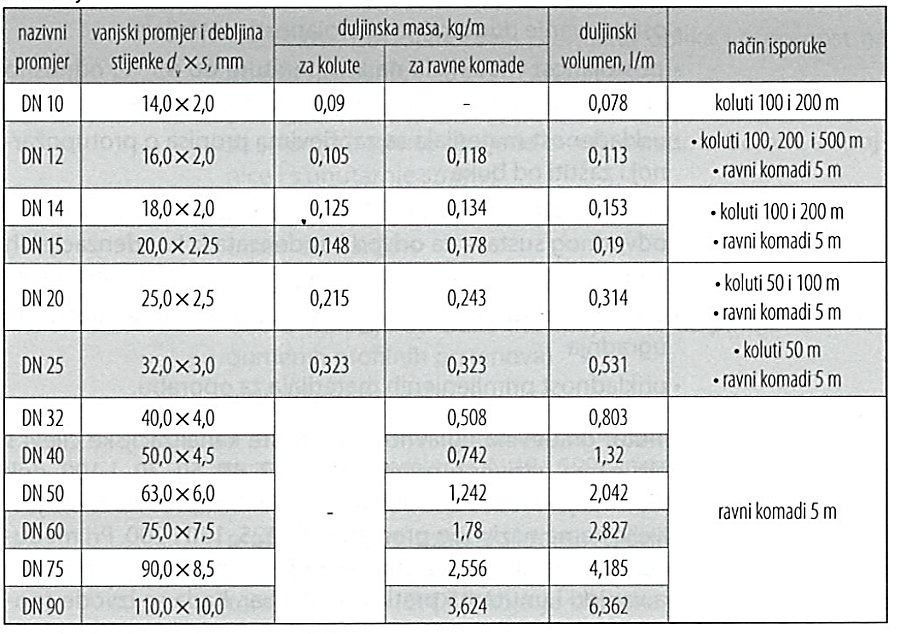 nazivni promjer | vanjski promjer i debljina stijenke dv × s, mm | duljinska masa, kg/m | duljinski volumen, l/m | način isporuke
za kolute | za ravne komade
DN 10 | 14,0 × 2,0 | 0,09 | - | 0,078 | koluti 100 i 200 m
DN 12 | 16,0 × 2,0 | 0,105 | 0,118 | 0,113 | • koluti 100, 200 i 500 m
• ravni komadi 5 m
DN 14 | 18,0 × 2,0 | 0,125 | 0,134 | 0,153 | • koluti 100 i 200 m
DN 15 | 20,0 × 2,25 | 0,148 | 0,178 | 0,19 | • ravni komadi 5 m
DN 20 | 25,0 × 2,5 | 0,215 | 0,243 | 0,314 | • koluti 50 i 100 m
• ravni komadi 5 m
DN 25 | 32,0 × 3,0 | 0,323 | 0,323 | 0,531 | • koluti 50 m
• ravni komadi 5 m
DN 32 | 40,0 × 4,0 | - | 0,508 | 0,803 | ravni komadi 5 m
DN 40 | 50,0 × 4,5 | 0,742 | 1,32
DN 50 | 63,0 × 6,0 | 1,242 | 2,042
DN 60 | 75,0 × 7,5 | 1,78 | 2,827
DN 75 | 90,0 × 8,5 | 2,556 | 4,185
DN 90 | 110,0 × 10,0 | 3,624 | 6,362